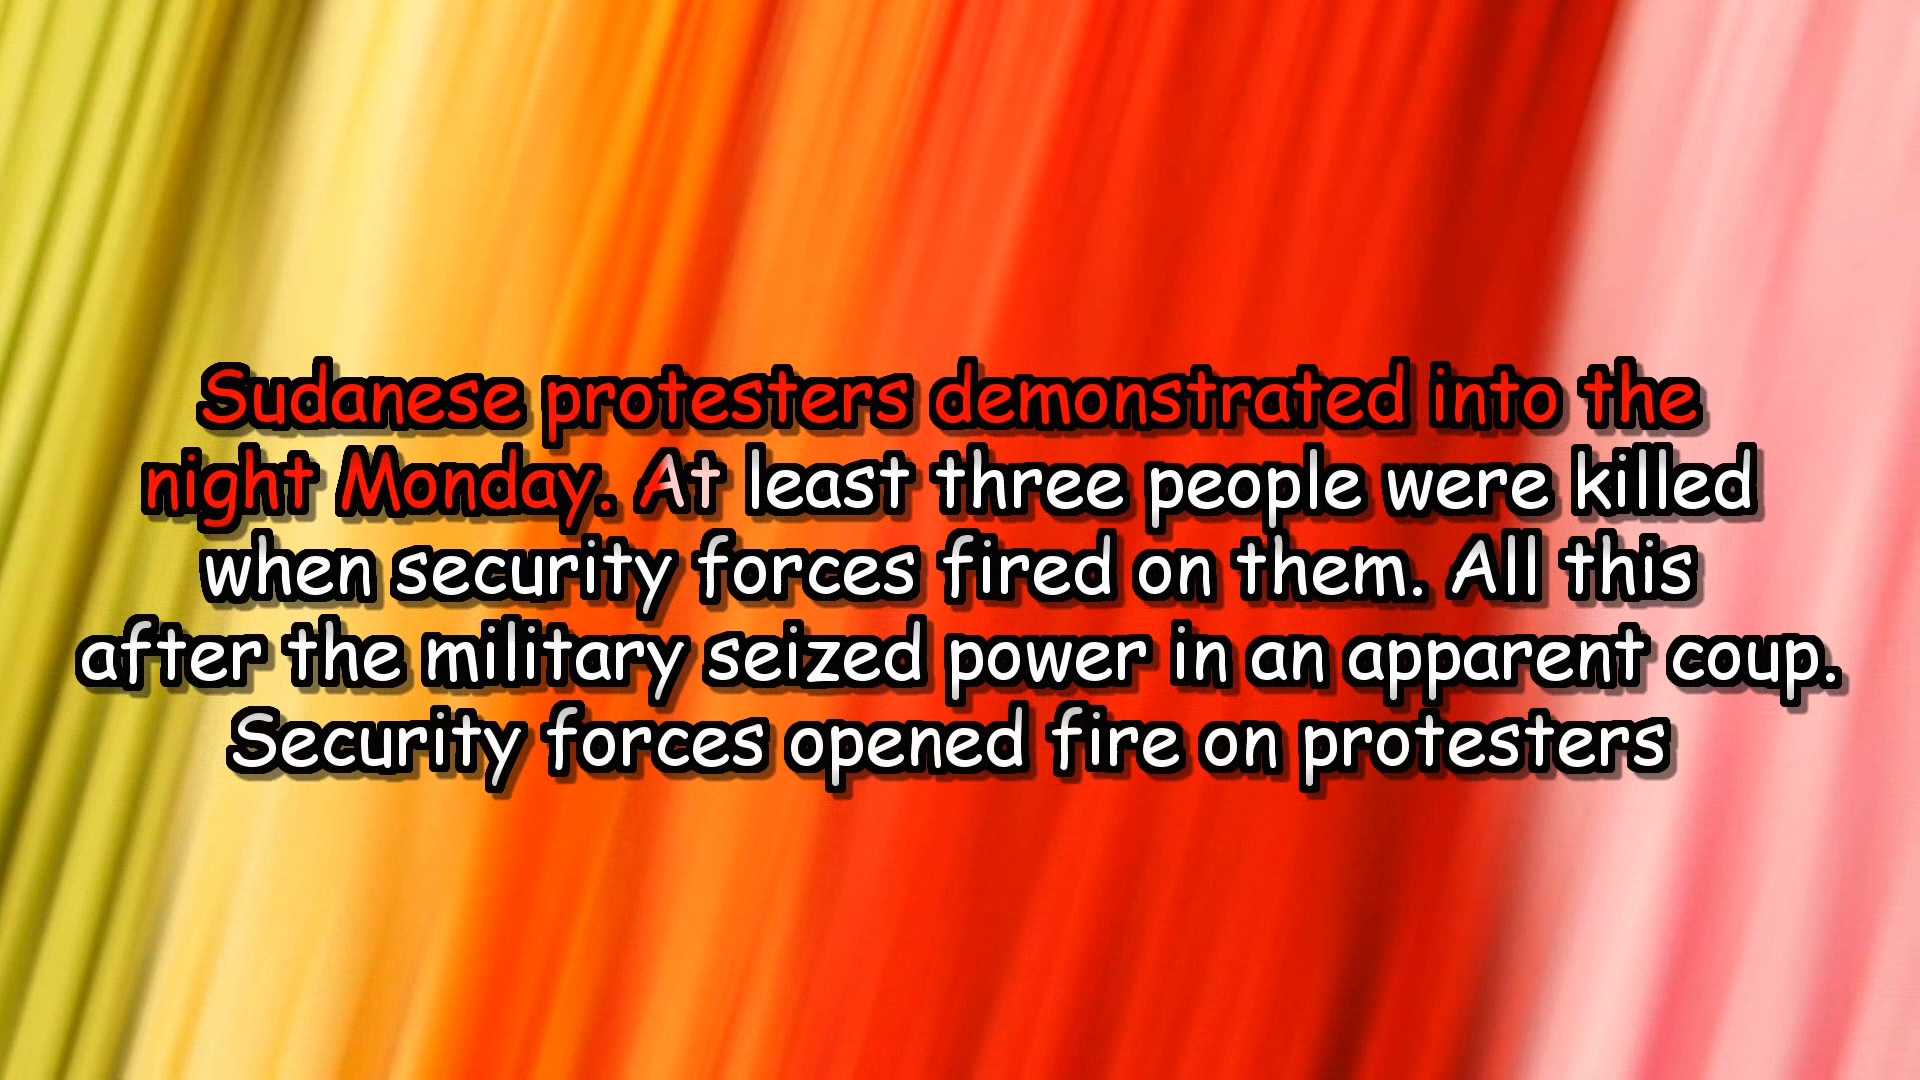 Sudanese protesters demonstrated into the
night Monday. At least three people were killed
when security forces fired on them. All this
after the military seized power in an apparent coup.
Security forces opened fire on protesters